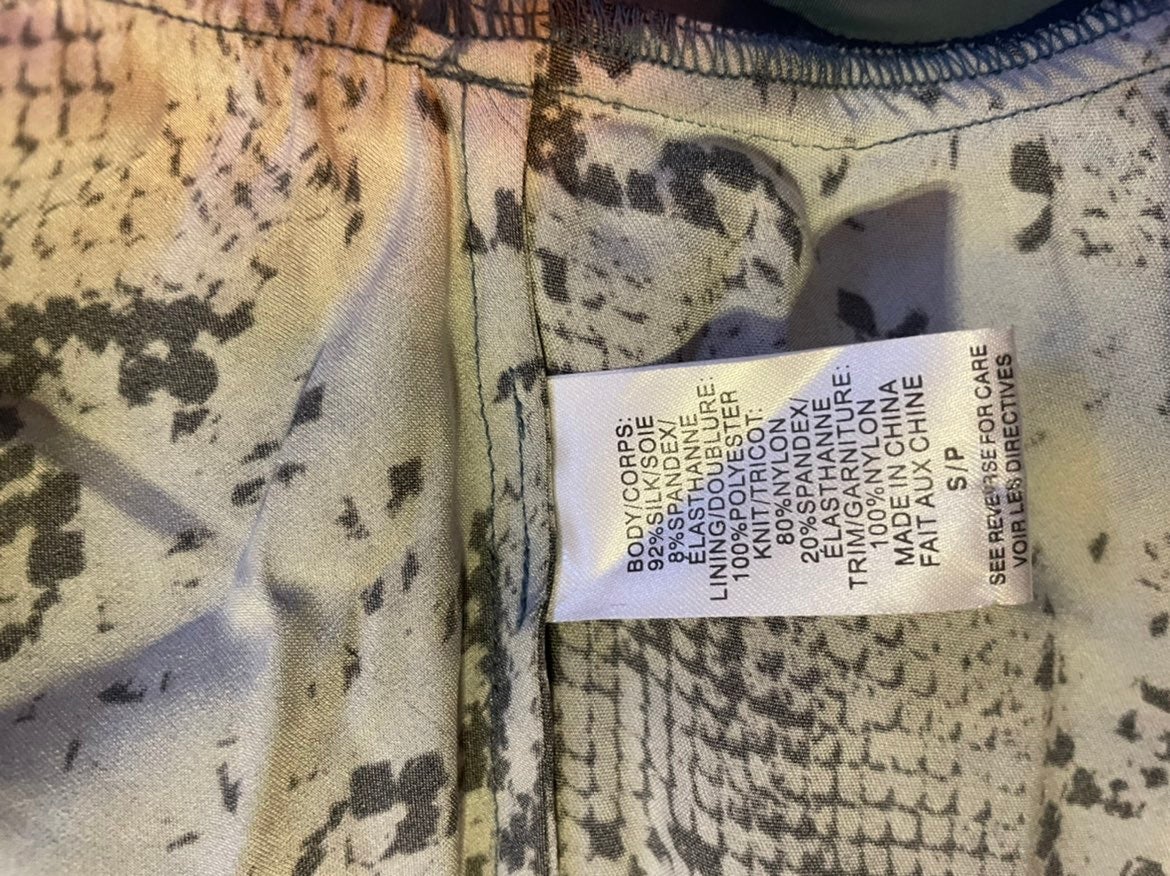 BODY/CORPS:
92%SILK/SOIE
8%SPANDEX/
ÉLASTHANNE
LINING/DOUBLURE:
100%POLYESTER
KNIT/TRICOT:
80%NYLON
20%SPANDEX/
ÉLASTHANNE
TRIM/GARNITURE:
100%NYLON
MADE IN CHINA
FAIT AUX CHINE
S/P
SEE REVERSE FOR CARE
VOIR LES DIRECTIVES